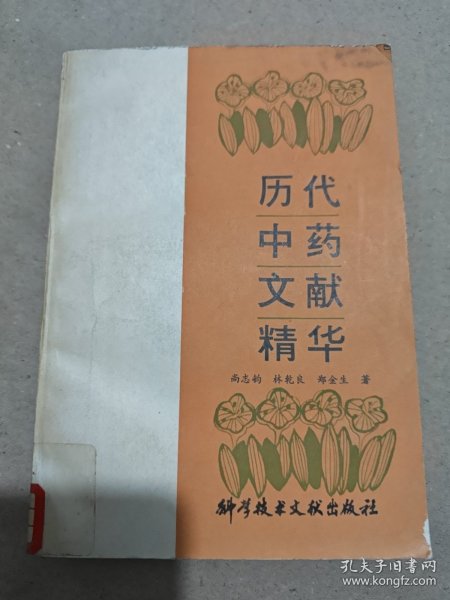 历代
中药
文献
精华
尚志钧 林乾良 郑金生 著
科学技术文献出版社
孔夫子旧书网
www.kongfz.com